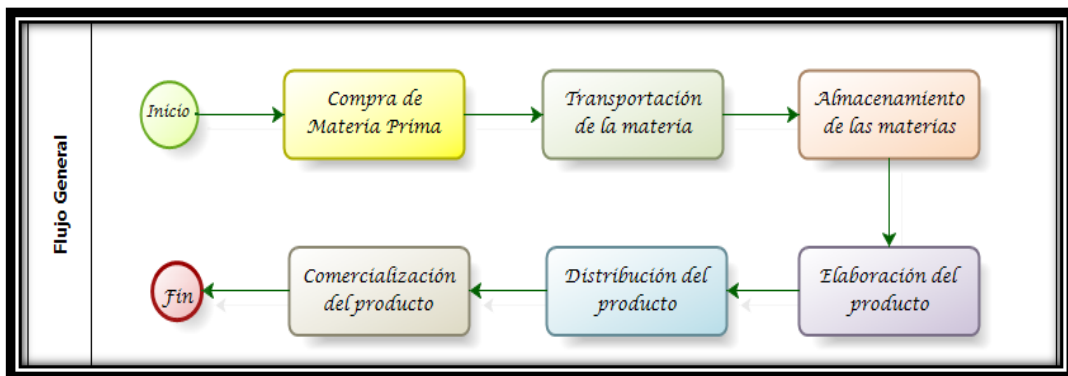 Flujo General
Inicio
Compra de
Materia Prima
Transportación
de la materia
Almacenamiento
de las materias
Elaboración del
producto
Distribución del
producto
Comercialización
del producto
Fin